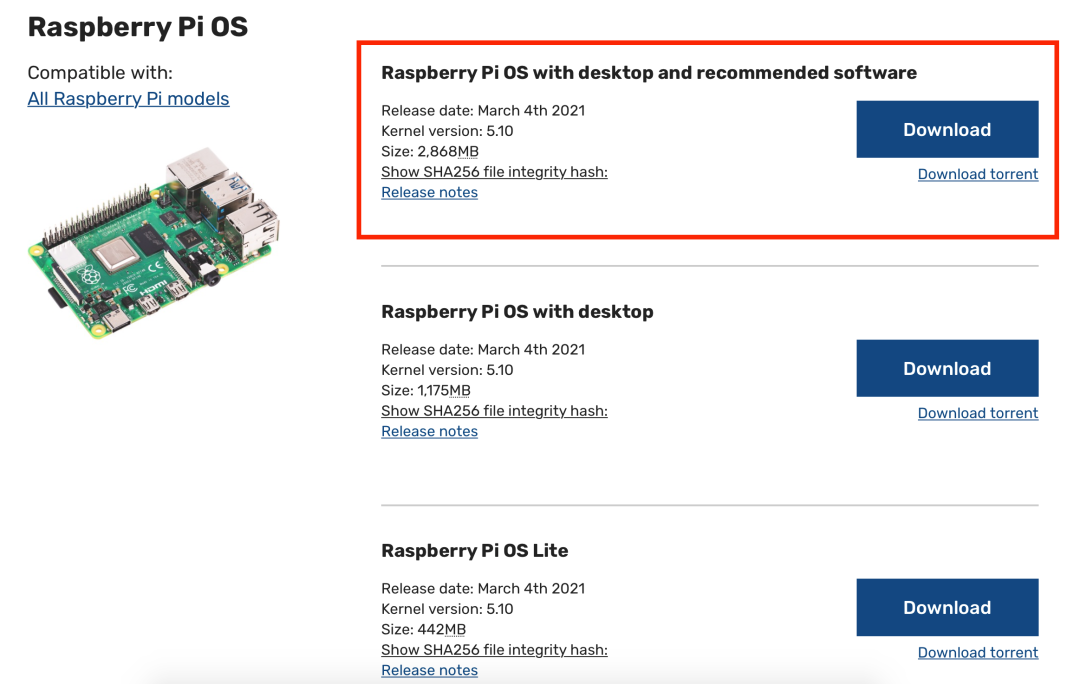 Raspberry Pi OS
Compatible with:
All Raspberry Pi models
Raspberry Pi OS with desktop and recommended software
Release date: March 4th 2021
Kernel version: 5.10
Size: 2,868MB
Show SHA256 file integrity hash:
Release notes
Download
Download torrent
Raspberry Pi OS with desktop
Release date: March 4th 2021
Kernel version: 5.10
Size: 1,175MB
Show SHA256 file integrity hash:
Release notes
Download
Download torrent
Raspberry Pi OS Lite
Release date: March 4th 2021
Kernel version: 5.10
Size: 442MB
Show SHA256 file integrity hash:
Release notes
Download
Download torrent
HDMI
FC CE